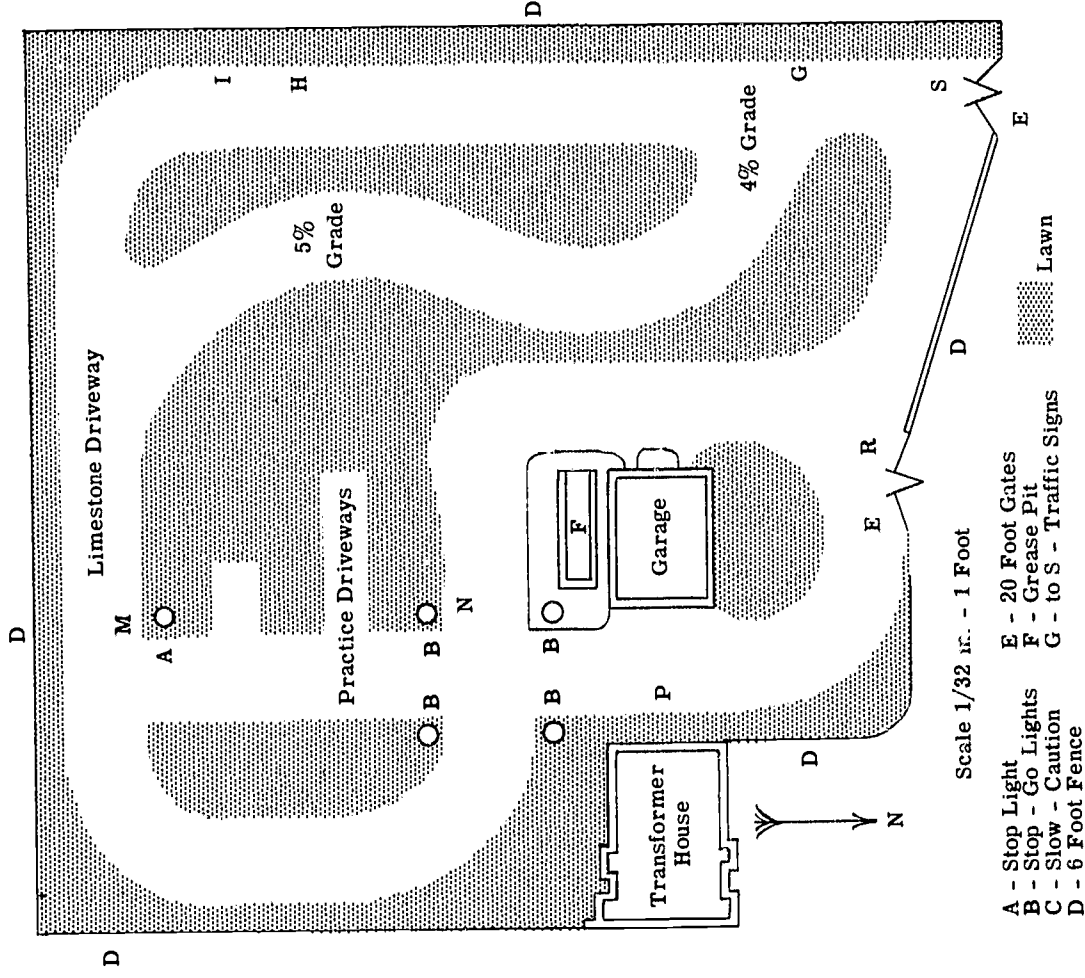 D
D
I
H
G
S
E
4% Grade
5%
Grade
Limestone Driveway
D
M
A
Practice Driveways
B
B
N
B
B
P
F
Garage
E
R
D
Transformer
House
D
D
N
Scale 1/32 in. - 1 Foot
A - Stop Light
B - Stop - Go Lights
C - Slow - Caution
D - 6 Foot Fence
E - 20 Foot Gates
F - Grease Pit
G - to S - Traffic Signs
Lawn